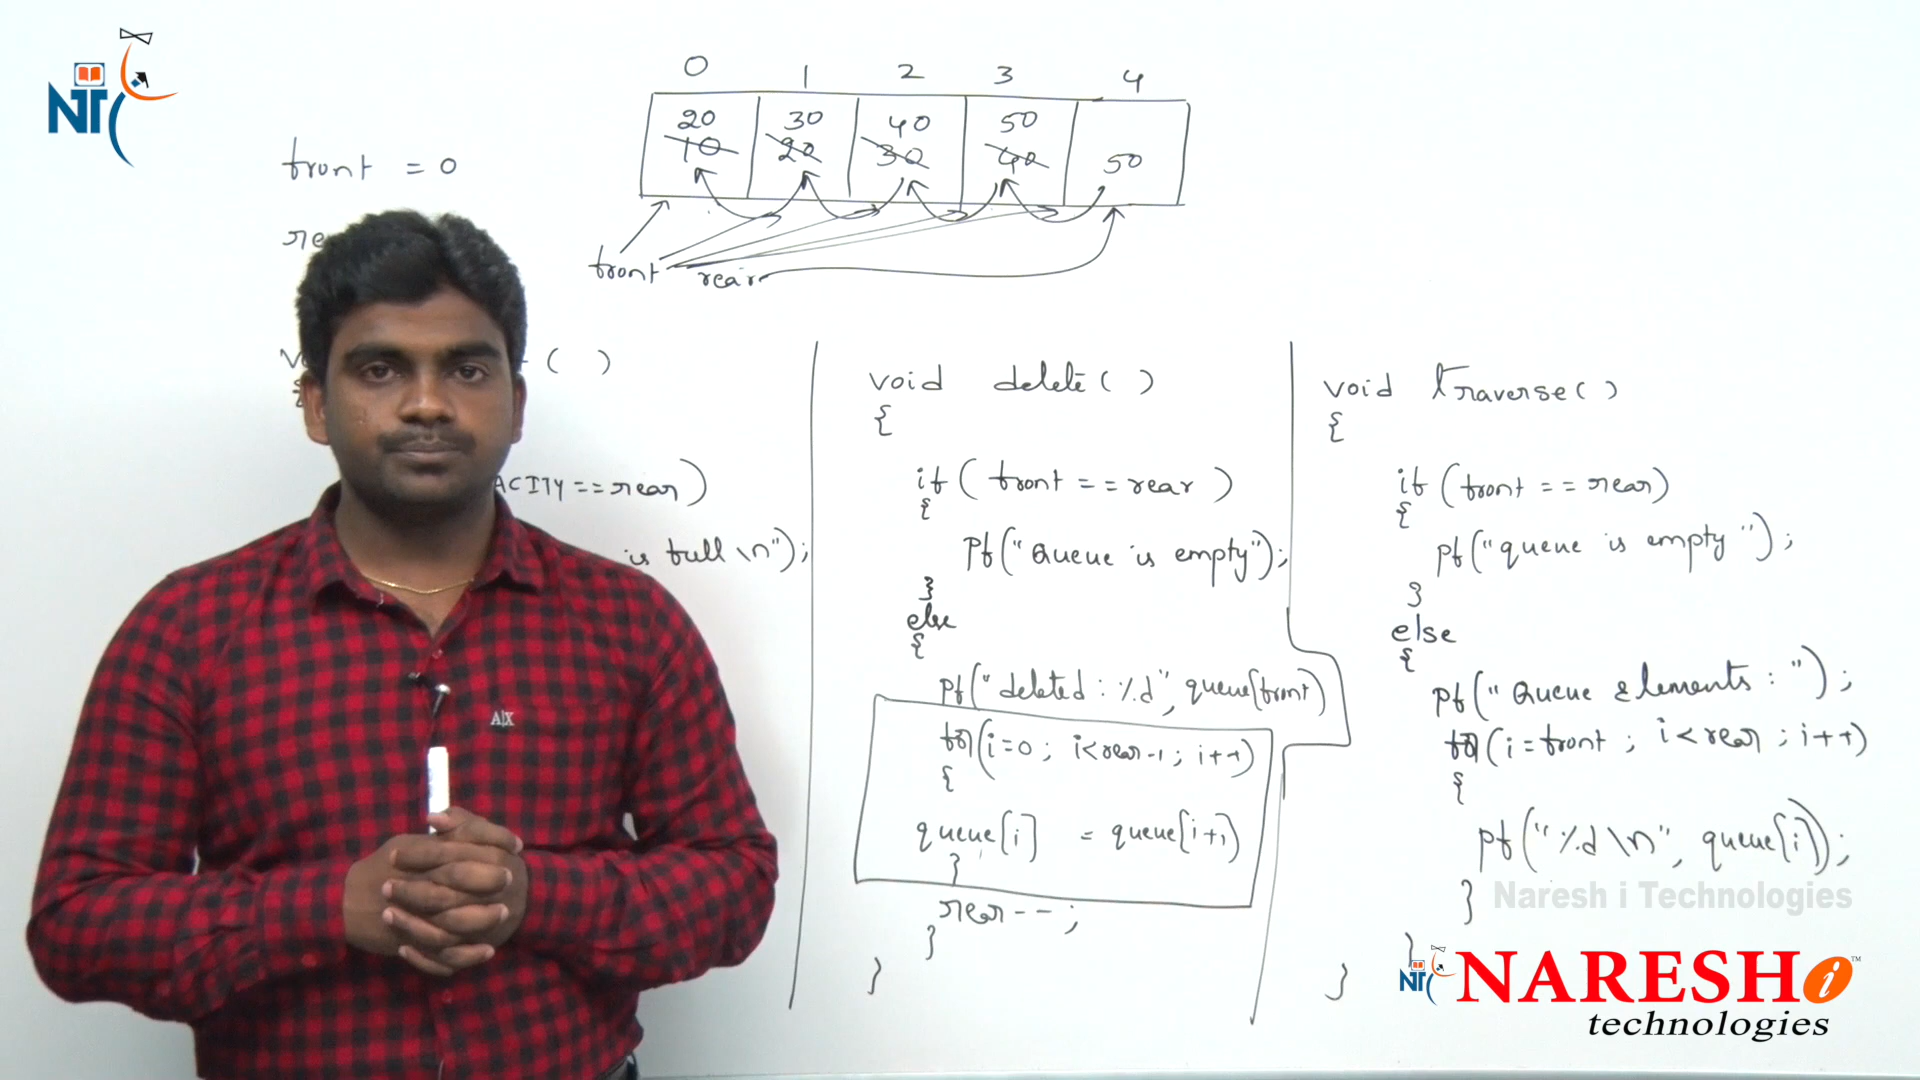 NT
0 1 2 3 4
20 30 40 50
10 20 30 40 50
front = 0
front rear
( )
ACITY == rear)
is full \n");
void delete( )
{
if ( front == rear )
{
pf("Queue is empty");
}
else
{
pf("deleted : %d", queue[front)
for(i=0; i<rear-1; i++)
{
queue[i] = queue[i+1)
}
rear--;
}
}
void traverse( )
{
if (front == rear)
{
pf("queue is empty");
}
else
{
pf("Queue Elements : ");
for(i=front ; i<rear ; i++)
{
pf("%d\n", queue[i]);
}
}
}
A|X
Naresh i Technologies
NT
NARESH i ™
technologies